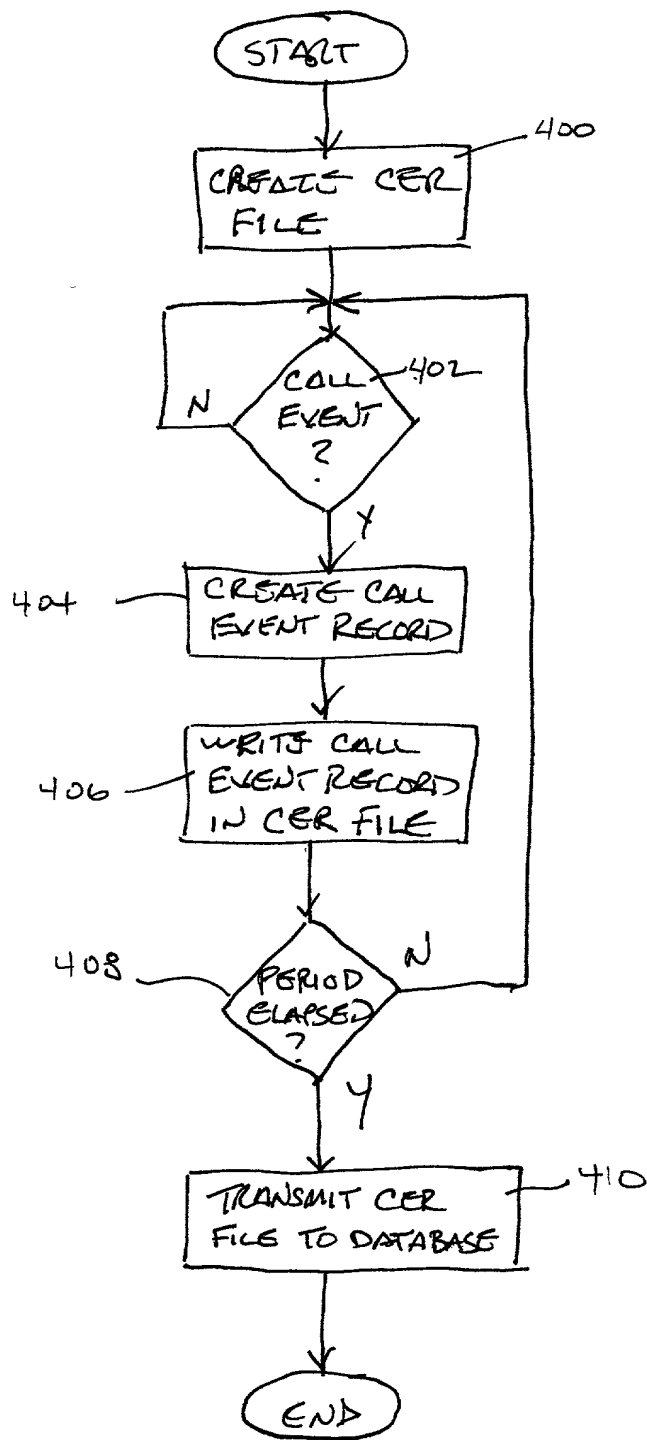 START
400
CREATE CER
FILE
402
CALL
EVENT
?
N
Y
404
CREATE CALL
EVENT RECORD
406
WRITE CALL
EVENT RECORD
IN CER FILE
408
PERIOD
ELAPSED
?
N
Y
410
TRANSMIT CER
FILE TO DATABASE
END